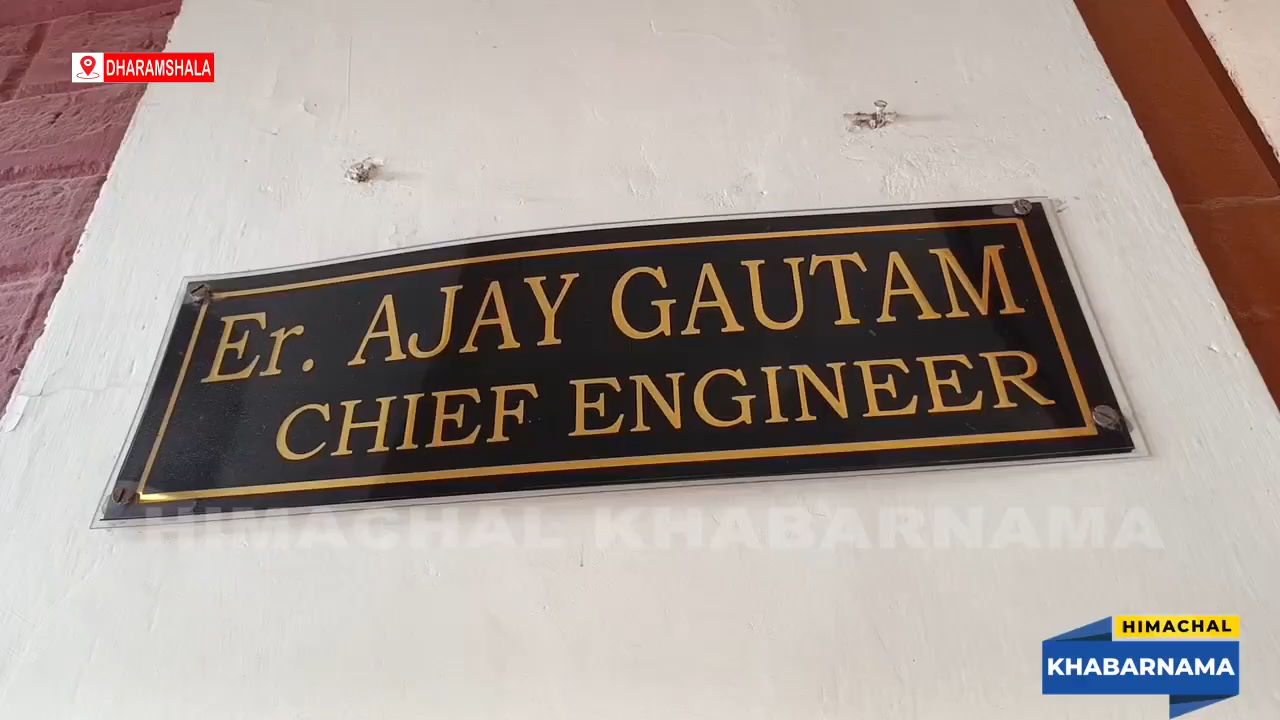 DHARAMSHALA
Er. AJAY GAUTAM
CHIEF ENGINEER
HIMACHAL KHABARNAMA
HIMACHAL
KHABARNAMA